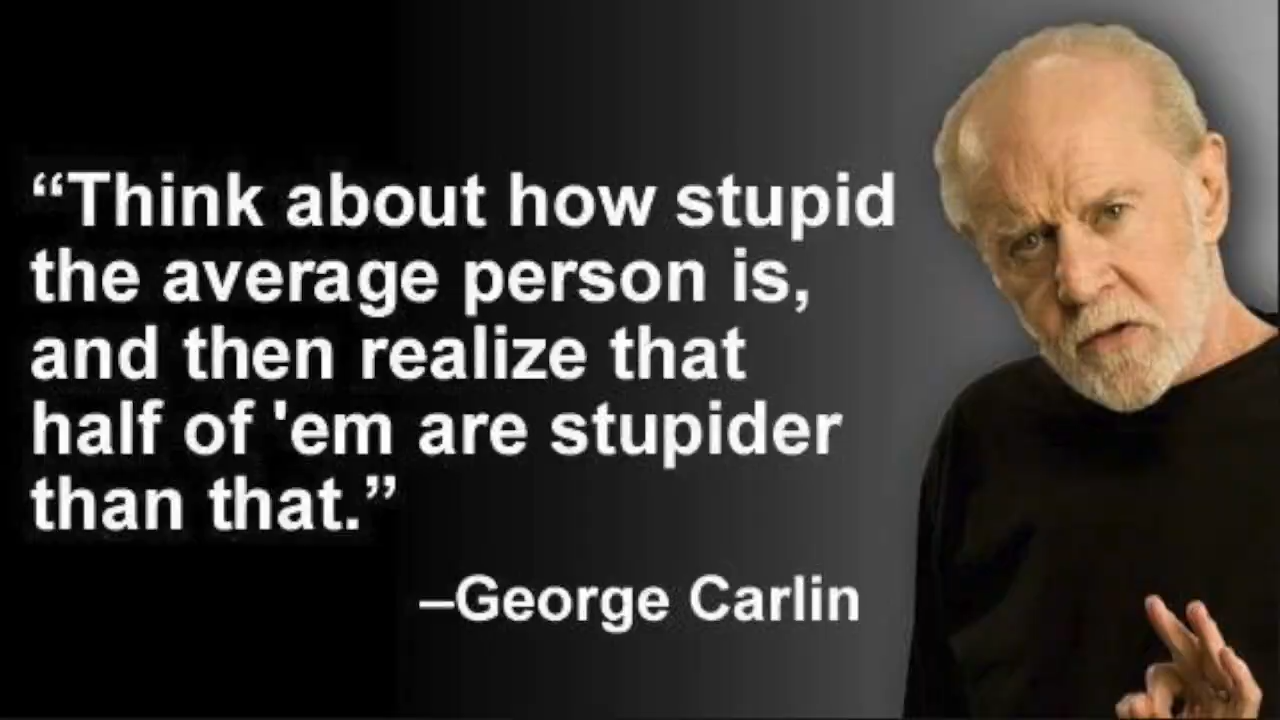 “Think about how stupid
the average person is,
and then realize that
half of 'em are stupider
than that.”
–George Carlin